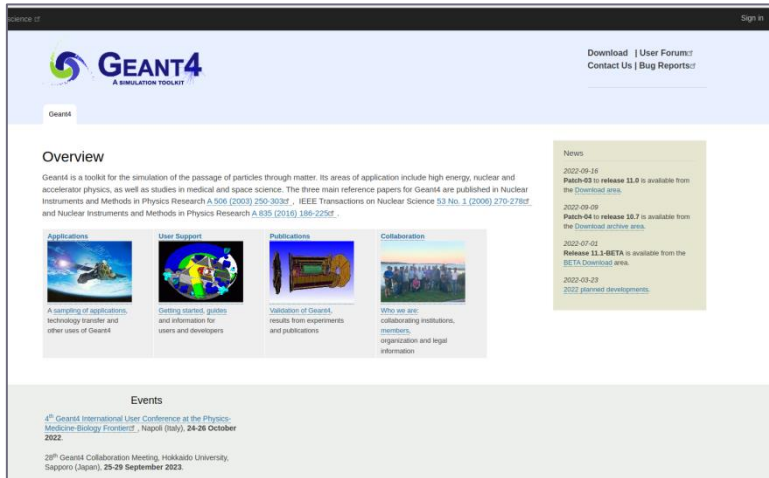 science
Sign in
GEANT4
A SIMULATION TOOLKIT
Download | User Forum
Contact Us | Bug Reports
Geant4
Overview
Geant4 is a toolkit for the simulation of the passage of particles through matter. Its areas of application include high energy, nuclear and
accelerator physics, as well as studies in medical and space science. The three main reference papers for Geant4 are published in Nuclear
Instruments and Methods in Physics Research A 506 (2003) 250-303 , IEEE Transactions on Nuclear Science 53 No. 1 (2006) 270-278
and Nuclear Instruments and Methods in Physics Research A 835 (2016) 186-225 .
Applications
A sampling of applications,
technology transfer and
other uses of Geant4
User Support
Getting started, guides
and information for
users and developers
Publications
Validation of Geant4,
results from experiments
and publications
Collaboration
Who we are:
collaborating institutions,
members,
organization and legal
information
News
2022-09-16
Patch-03 to release 11.0 is available from
the Download area.
2022-09-09
Patch-04 to release 10.7 is available from
the Download archive area.
2022-07-01
Release 11.1-BETA is available from the
BETA Download area.
2022-03-23
2022 planned developments.
Events
4th Geant4 International User Conference at the Physics-
Medicine-Biology Frontier , Napoli (Italy), 24-26 October
2022.
28th Geant4 Collaboration Meeting, Hokkaido University,
Sapporo (Japan), 25-29 September 2023.